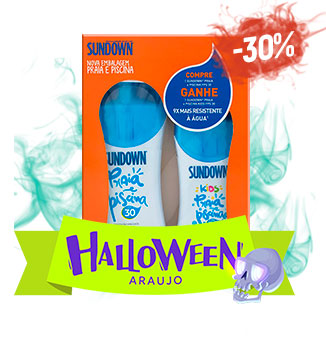 -30%
SUNDOWN
NOVA EMBALAGEM
PRAIA E PISCINA
COMPRE
GANHE
9X MAIS RESISTENTE
À ÁGUA
SUNDOWN
Praia
e
piscina
30
SUNDOWN
KIDS
Praia
e
piscina
HALLOWEEN
ARAUJO